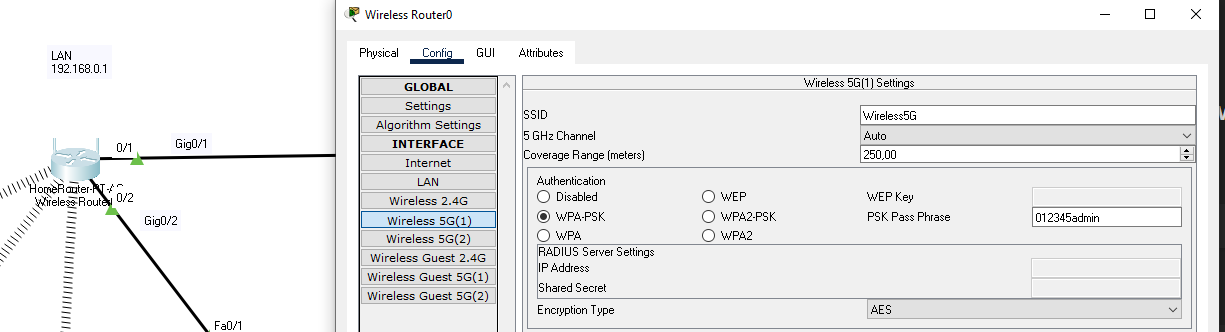 Wireless Router0
Physical Config GUI Attributes
LAN
192.168.0.1
0/1
Gig0/1
HomeRouter-PT-AC
Wireless Router0
0/2
Gig0/2
Fa0/1
GLOBAL
Settings
Algorithm Settings
INTERFACE
Internet
LAN
Wireless 2.4G
Wireless 5G(1)
Wireless 5G(2)
Wireless Guest 2.4G
Wireless Guest 5G(1)
Wireless Guest 5G(2)
Wireless 5G(1) Settings
SSID Wireless5G
5 GHz Channel Auto
Coverage Range (meters) 250,00
Authentication
Disabled WEP WEP Key
WPA-PSK WPA2-PSK PSK Pass Phrase 012345admin
WPA WPA2
RADIUS Server Settings
IP Address
Shared Secret
Encryption Type AES